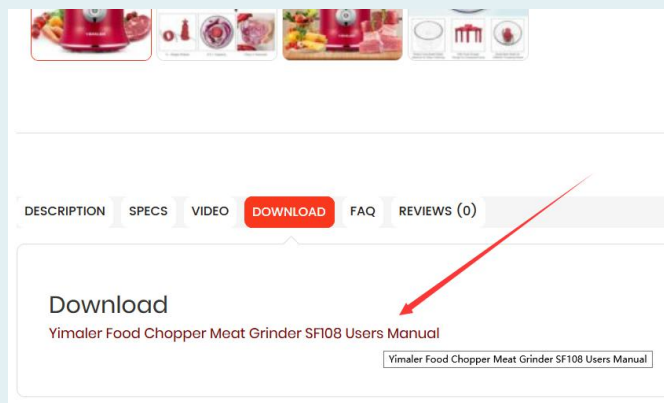 DESCRIPTION SPECS VIDEO DOWNLOAD FAQ REVIEWS (0)
Download
Yimaler Food Chopper Meat Grinder SF108 Users Manual
Yimaler Food Chopper Meat Grinder SF108 Users Manual